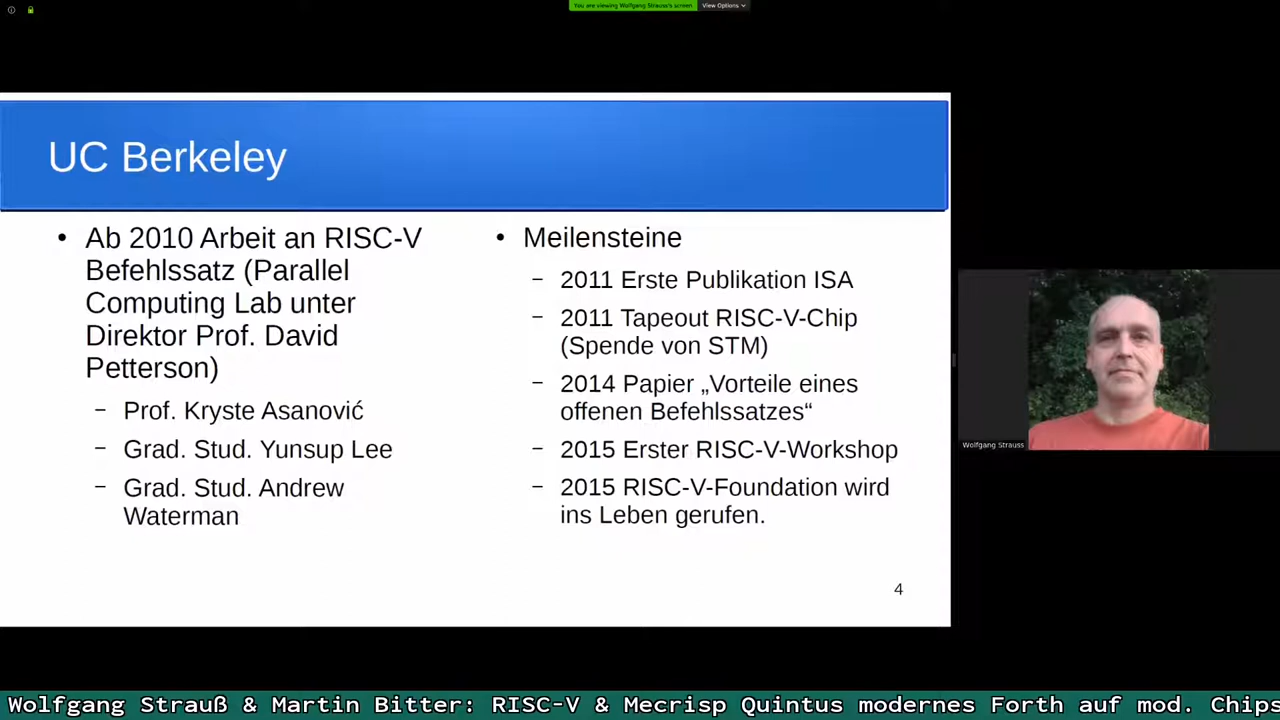 You are viewing Wolfgang Strauss's screen
View Options
UC Berkeley
• Ab 2010 Arbeit an RISC-V
Befehlssatz (Parallel
Computing Lab unter
Direktor Prof. David
Petterson)
– Prof. Kryste Asanović
– Grad. Stud. Yunsup Lee
– Grad. Stud. Andrew
Waterman
• Meilensteine
– 2011 Erste Publikation ISA
– 2011 Tapeout RISC-V-Chip
(Spende von STM)
– 2014 Papier „Vorteile eines
offenen Befehlssatzes“
– 2015 Erster RISC-V-Workshop
– 2015 RISC-V-Foundation wird
ins Leben gerufen.
4
Wolfgang Strauss
Wolfgang Strauß & Martin Bitter: RISC-V & Mecrisp Quintus modernes Forth auf mod. Chips